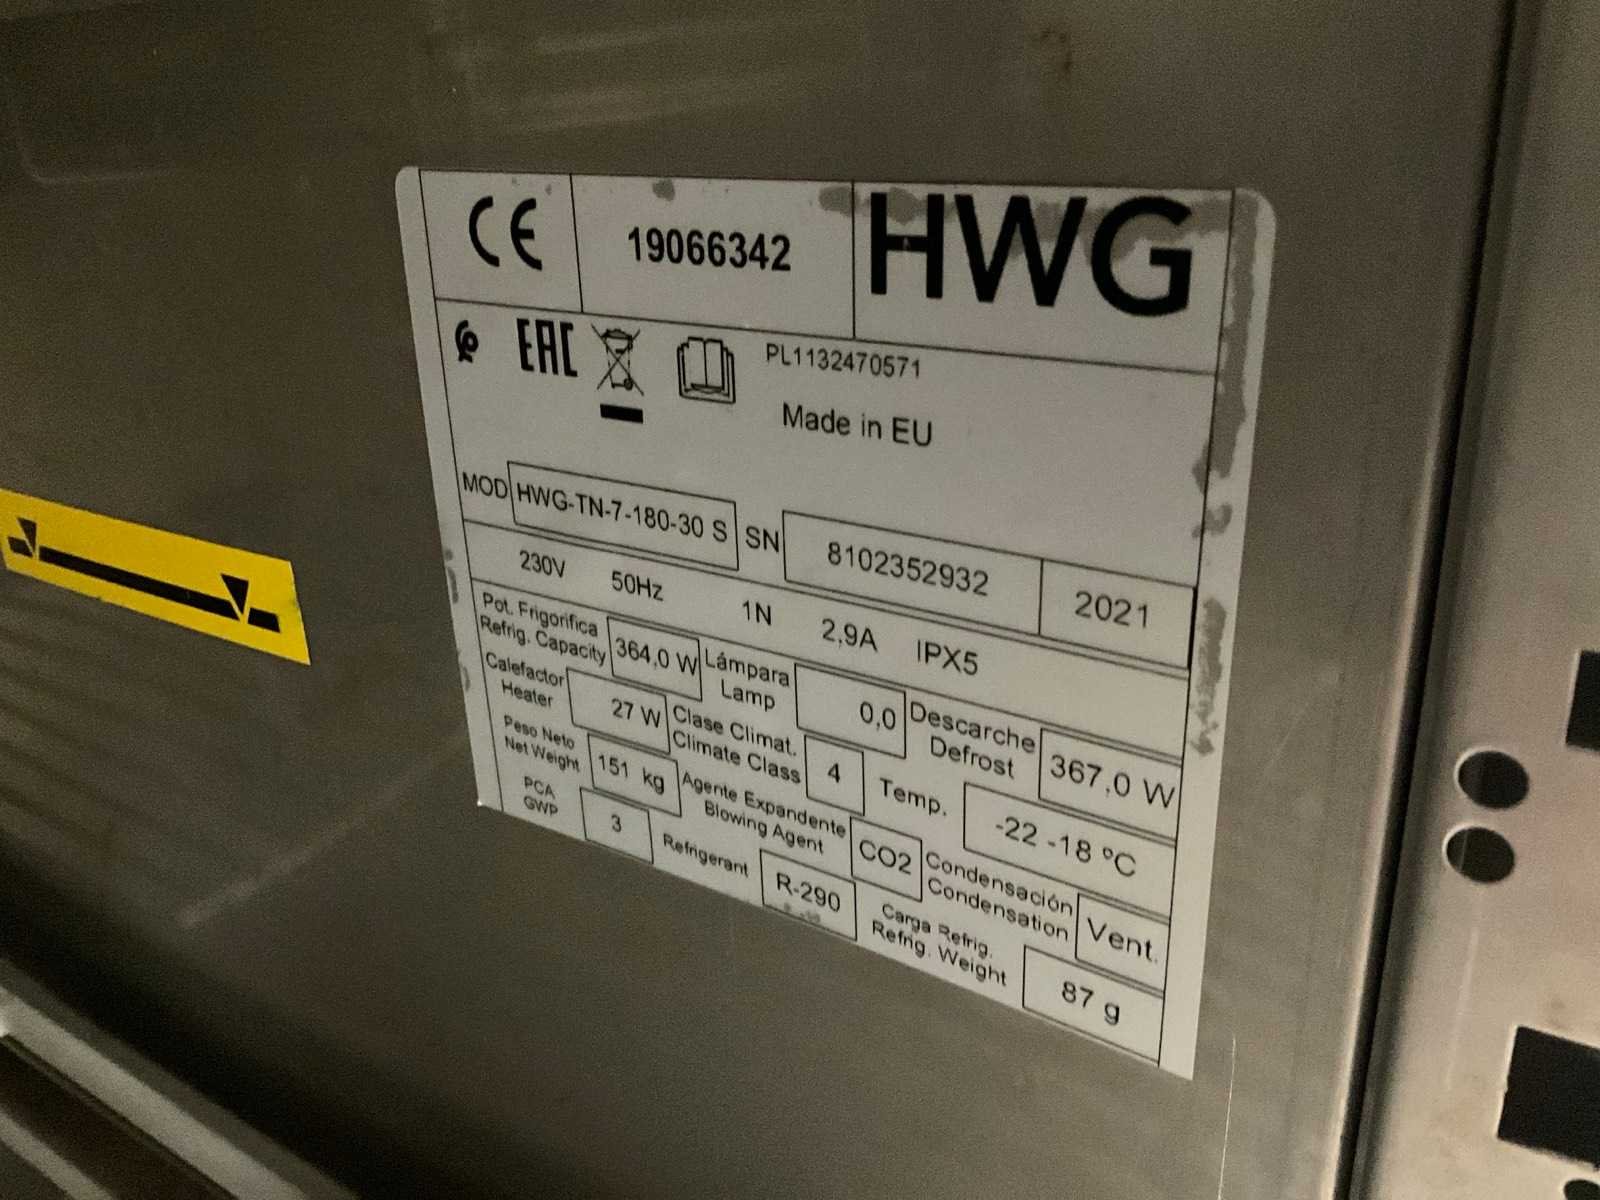 CE 19066342 HWG
EAC PL1132470571
Made in EU
MOD HWG-TN-7-180-30 S SN 8102352932 2021
230V 50Hz 1N 2,9A IPX5
Pot. Frigorifica
Refrig. Capacity 364,0 W
Lámpara
Lamp 0,0
Descarche
Defrost 367,0 W
Calefactor
Heater 27 W
Clase Climat.
Climate Class 4
Temp. -22 -18 ºC
Peso Neto
Net Weight 151 kg
Agente Expandente
Blowing Agent CO2
Condensación
Condensation Vent.
PCA
GWP 3
Refrigerant R-290
Carga Refrig.
Refrig. Weight 87 g